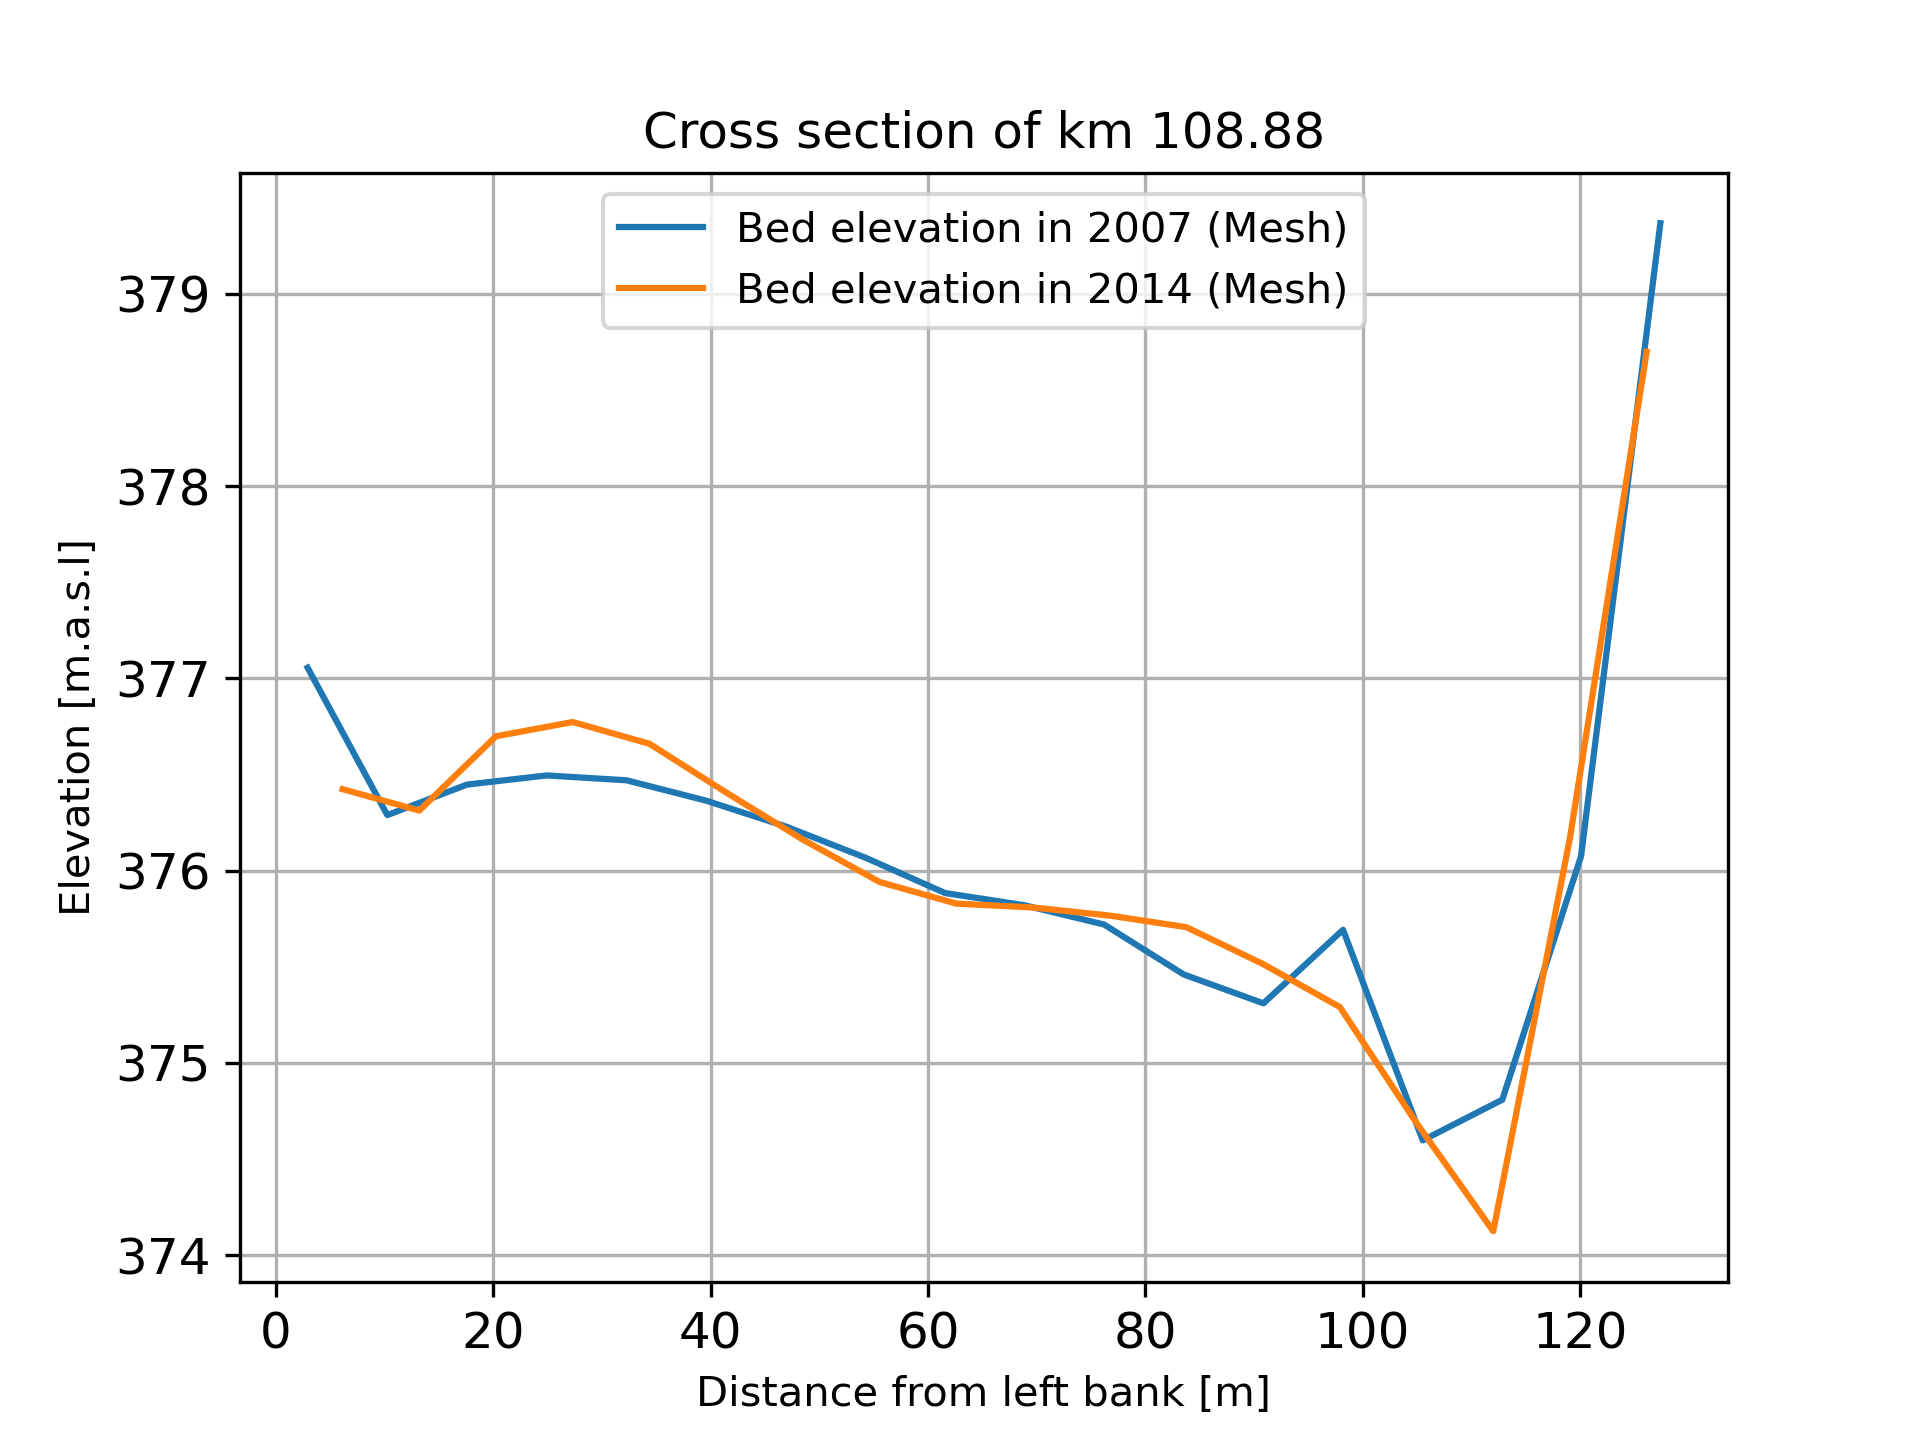 Cross section of km 108.88
Bed elevation in 2007 (Mesh)
Bed elevation in 2014 (Mesh)
379
378
377
376
375
374
Elevation [m.a.s.l]
0 20 40 60 80 100 120
Distance from left bank [m]